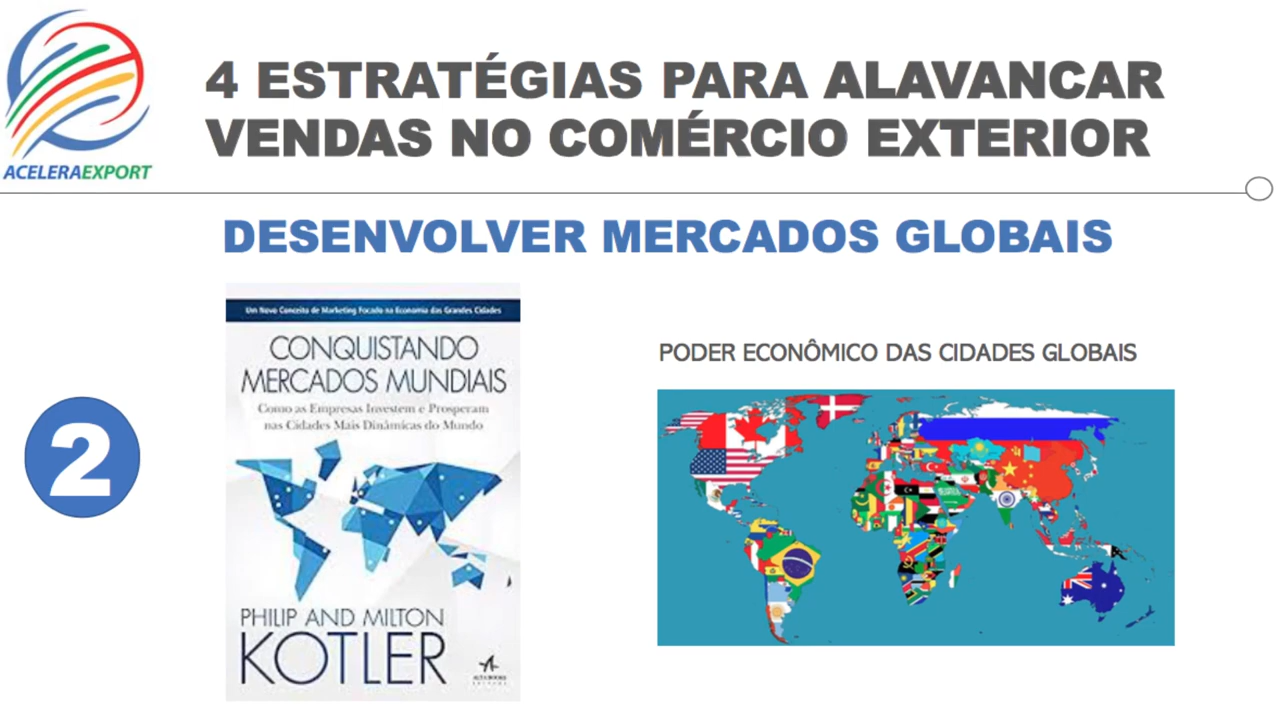 4 ESTRATÉGIAS PARA ALAVANCAR
VENDAS NO COMÉRCIO EXTERIOR
ACELERAEXPORT
DESENVOLVER MERCADOS GLOBAIS
2
Um Novo Conceito de Marketing Focado na Economia das Grandes Cidades
CONQUISTANDO
MERCADOS MUNDIAIS
Como as Empresas Investem e Prosperam
nas Cidades Mais Dinâmicas do Mundo
PHILIP AND MILTON
KOTLER
ALTA BOOKS
PODER ECONÔMICO DAS CIDADES GLOBAIS